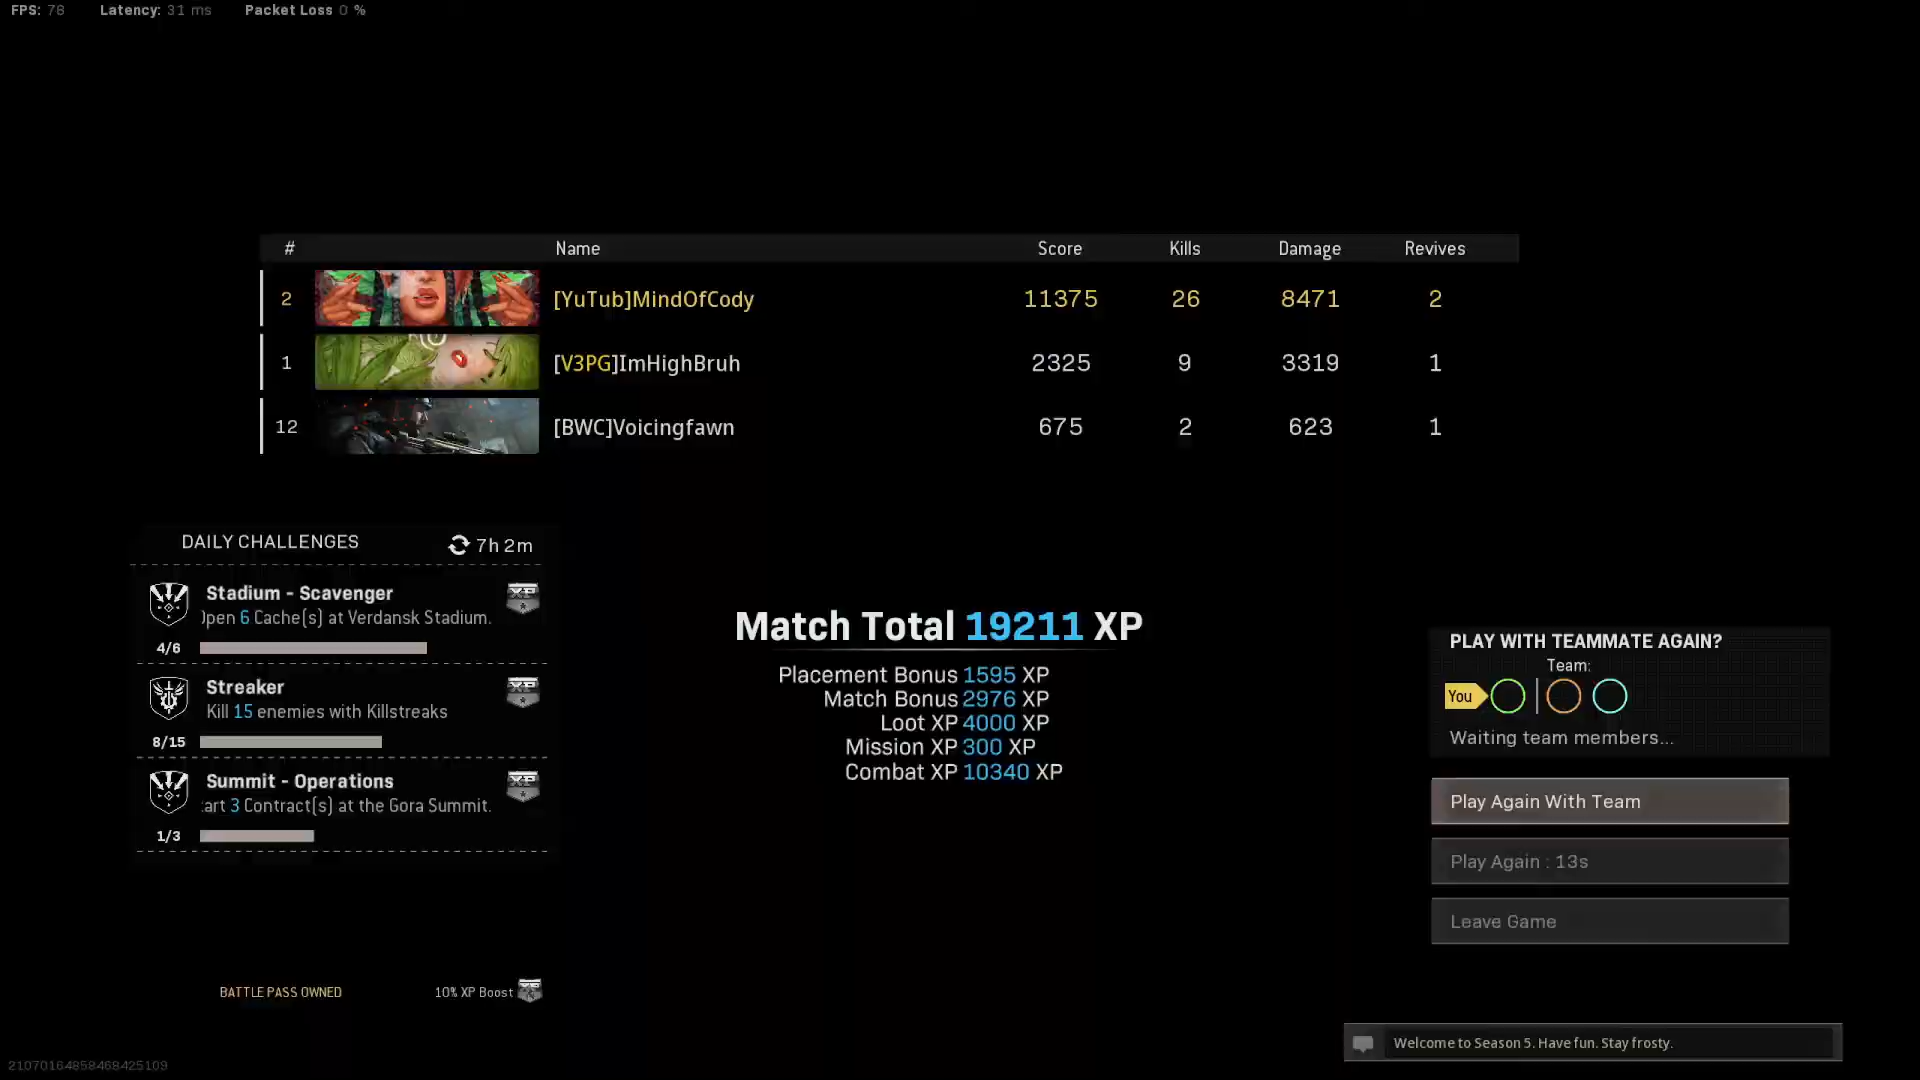 FPS: 78 Latency: 31 ms Packet Loss 0 %
# Name Score Kills Damage Revives
2 [YuTub]MindOfCody 11375 26 8471 2
1 [V3PG]ImHighBruh 2325 9 3319 1
12 [BWC]Voicingfawn 675 2 623 1
DAILY CHALLENGES 7h 2m
Stadium - Scavenger XP
Open 6 Cache(s) at Verdansk Stadium.
4/6
Streaker XP
Kill 15 enemies with Killstreaks
8/15
Summit - Operations XP
art 3 Contract(s) at the Gora Summit.
1/3
BATTLE PASS OWNED 10% XP Boost
Match Total 19211 XP
Placement Bonus 1595 XP
Match Bonus 2976 XP
Loot XP 4000 XP
Mission XP 300 XP
Combat XP 10340 XP
PLAY WITH TEAMMATE AGAIN?
Team:
You
Waiting team members...
Play Again With Team
Play Again : 13s
Leave Game
Welcome to Season 5. Have fun. Stay frosty.
21070164858468425109